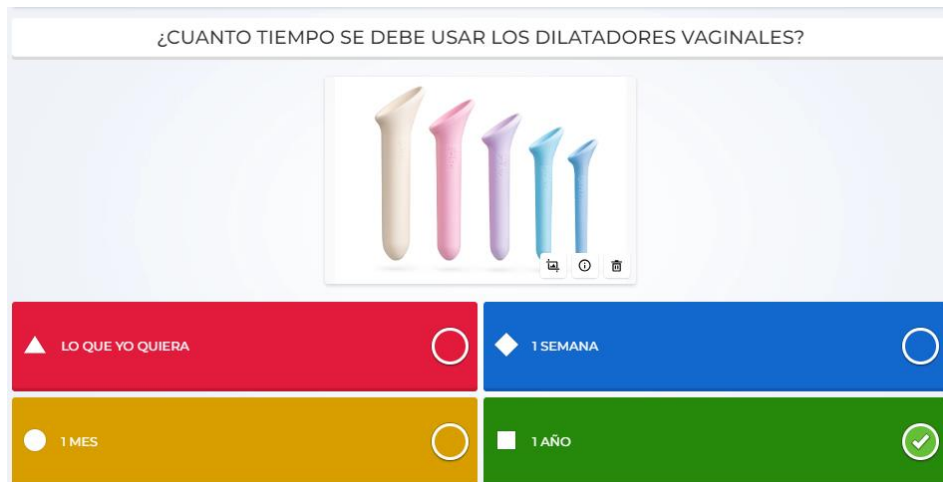 ¿CUANTO TIEMPO SE DEBE USAR LOS DILATADORES VAGINALES?
LO QUE YO QUIERA
1 SEMANA
1 MES
1 AÑO